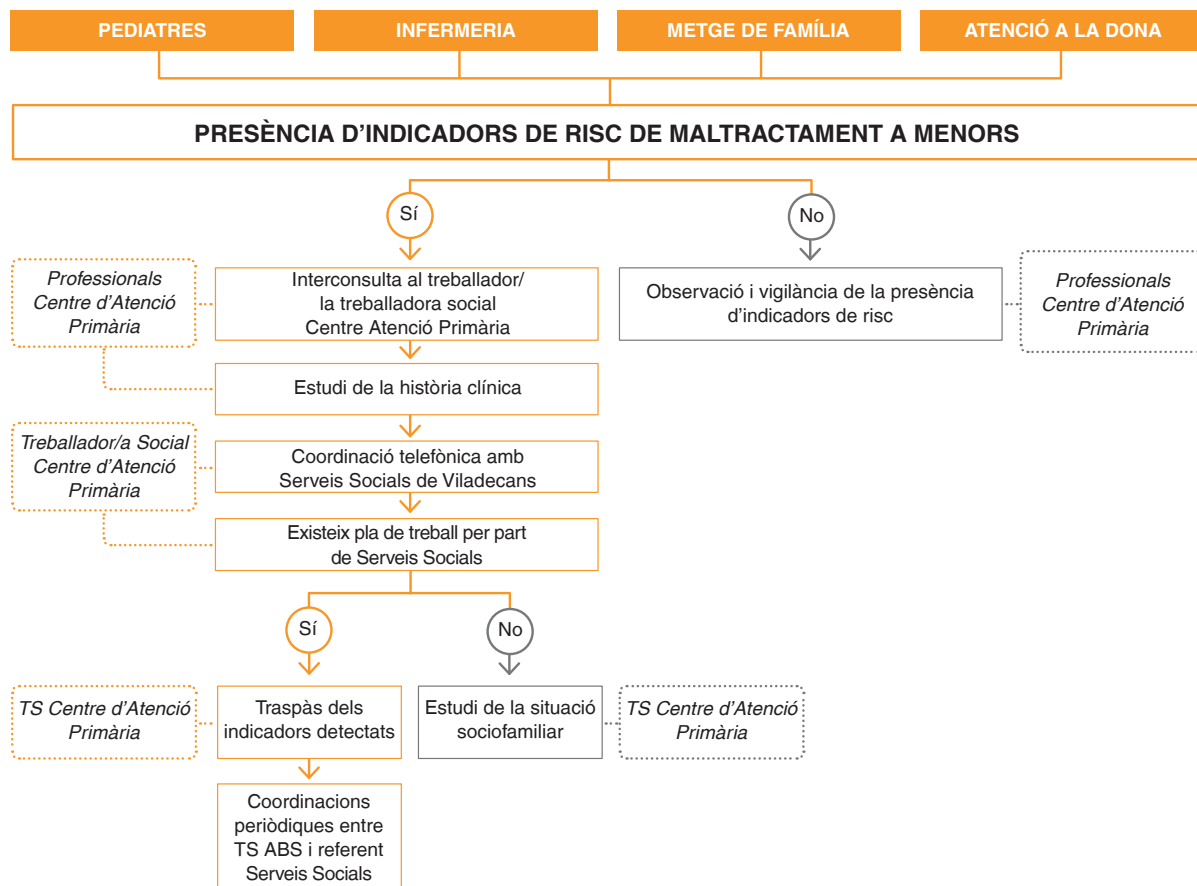 PEDIATRES
INFERMERIA
METGE DE FAMÍLIA
ATENCIÓ A LA DONA
PRESÈNCIA D'INDICADORS DE RISC DE MALTRACTAMENT A MENORS
Sí
No
Professionals
Centre d'Atenció
Primària
Interconsulta al treballador/
la treballadora social
Centre Atenció Primària
Observació i vigilància de la presència
d'indicadors de risc
Professionals
Centre d'Atenció
Primària
Estudi de la història clínica
Treballador/a Social
Centre d'Atenció
Primària
Coordinació telefònica amb
Serveis Socials de Viladecans
Existeix pla de treball per part
de Serveis Socials
Sí
No
TS Centre d'Atenció
Primària
Traspàs dels
indicadors detectats
Estudi de la situació
sociofamiliar
TS Centre d'Atenció
Primària
Coordinacions
periòdiques entre
TS ABS i referent
Serveis Socials